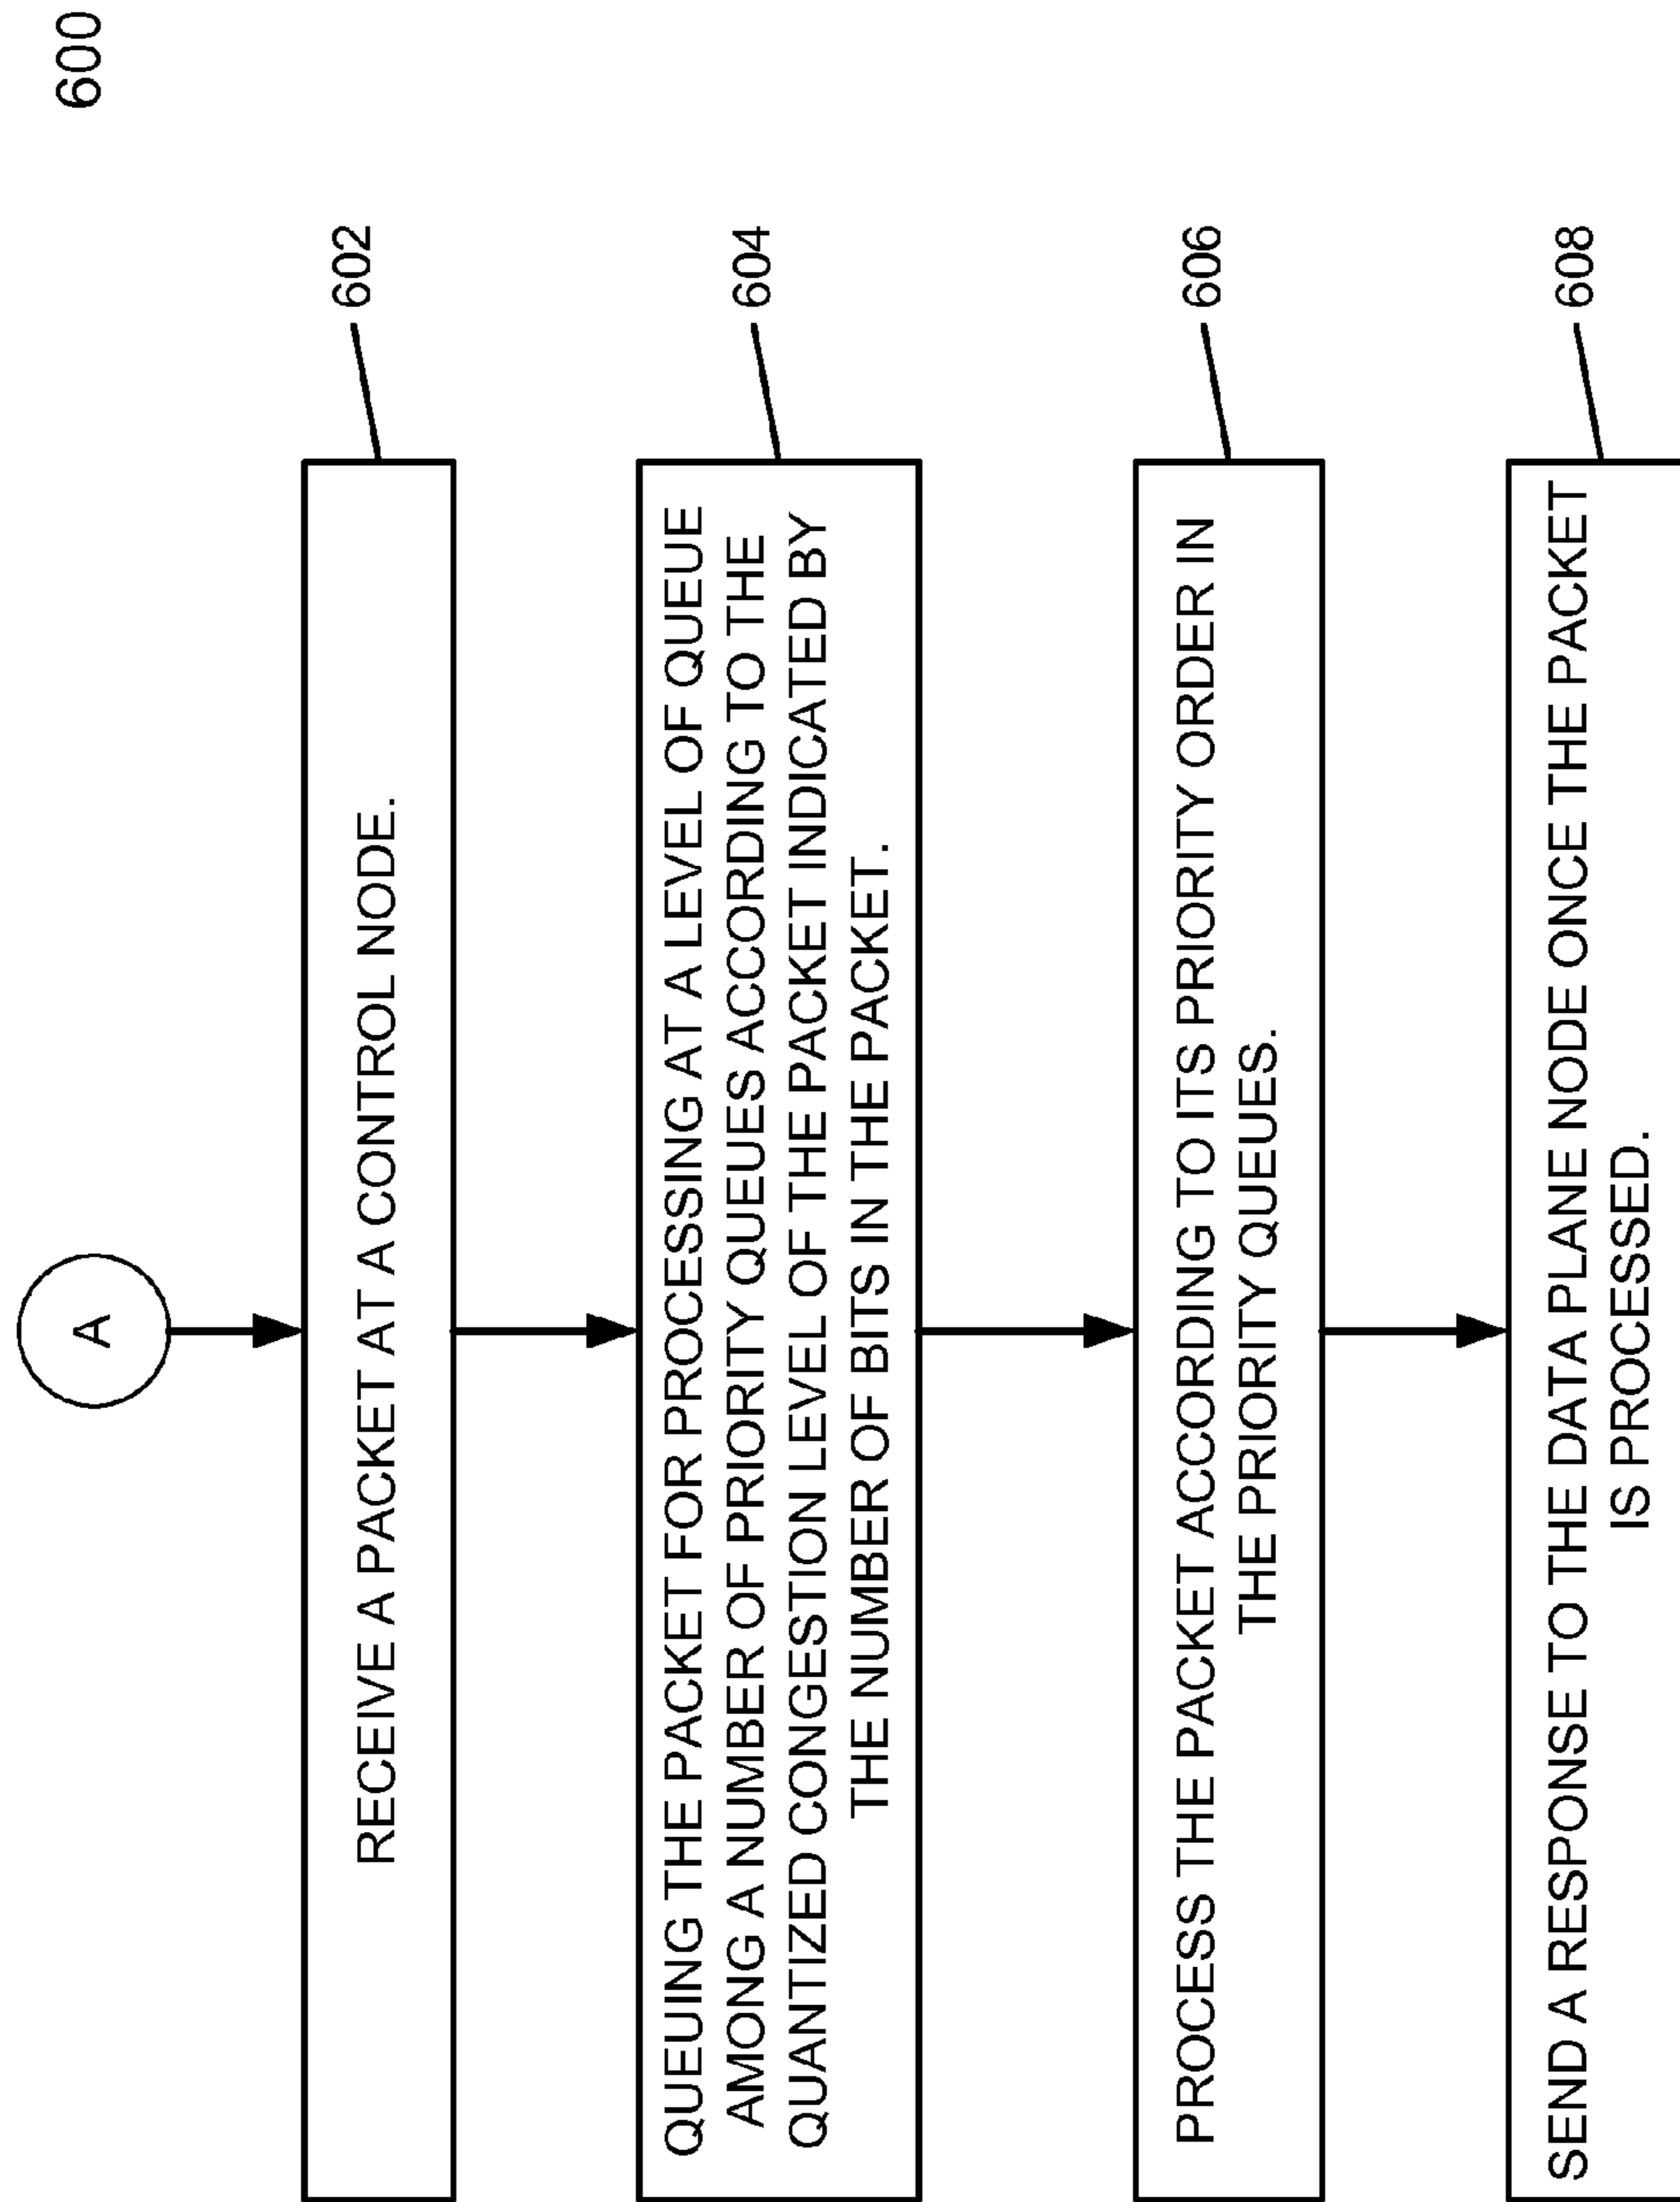 600
A
602
RECEIVE A PACKET AT A CONTROL NODE.
604
QUEUING THE PACKET FOR PROCESSING AT A LEVEL OF QUEUE
AMONG A NUMBER OF PRIORITY QUEUES ACCORDING TO THE
QUANTIZED CONGESTION LEVEL OF THE PACKET INDICATED BY
THE NUMBER OF BITS IN THE PACKET.
606
PROCESS THE PACKET ACCORDING TO ITS PRIORITY ORDER IN
THE PRIORITY QUEUES.
608
SEND A RESPONSE TO THE DATA PLANE NODE ONCE THE PACKET
IS PROCESSED.